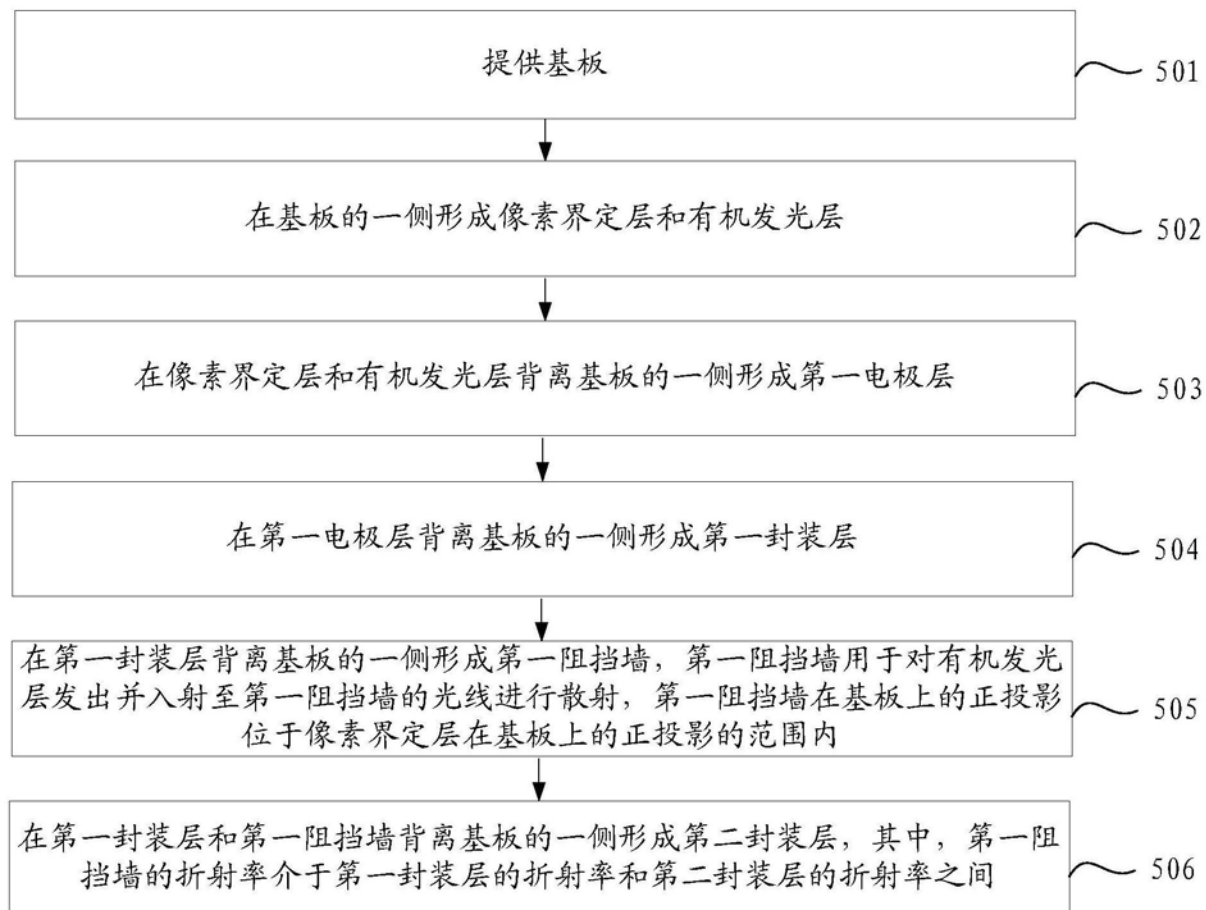 提供基板
501
在基板的一侧形成像素界定层和有机发光层
502
在像素界定层和有机发光层背离基板的一侧形成第一电极层
503
在第一电极层背离基板的一侧形成第一封装层
504
在第一封装层背离基板的一侧形成第一阻挡墙，第一阻挡墙用于对有机发光
层发出并入射至第一阻挡墙的光线进行散射，第一阻挡墙在基板上的正投影
位于像素界定层在基板上的正投影的范围内
505
在第一封装层和第一阻挡墙背离基板的一侧形成第二封装层，其中，第一阻
挡墙的折射率介于第一封装层的折射率和第二封装层的折射率之间
506